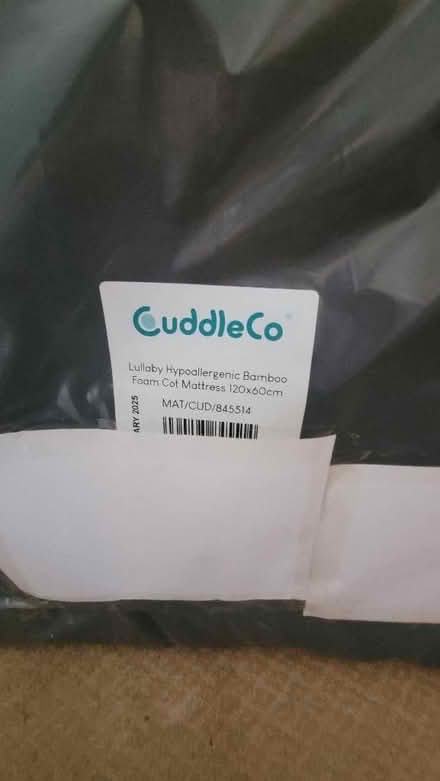 CuddleCo
Lullaby Hypoallergenic Bamboo
Foam Cot Mattress 120x60cm
MAT/CUD/845514
ARY 2025